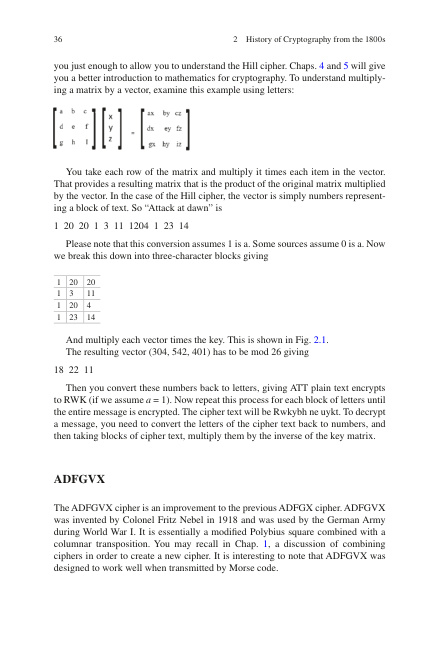 36 2 History of Cryptography from the 1800s
you just enough to allow you to understand the Hill cipher. Chaps. 4 and 5 will give
you a better introduction to mathematics for cryptography. To understand multiply-
ing a matrix by a vector, examine this example using letters:
a b c x ax by cz
d e f y = dx ey fz
g h I z gx hy iz
You take each row of the matrix and multiply it times each item in the vector.
That provides a resulting matrix that is the product of the original matrix multiplied
by the vector. In the case of the Hill cipher, the vector is simply numbers represent-
ing a block of text. So “Attack at dawn” is
1 20 20 1 3 11 1204 1 23 14
Please note that this conversion assumes 1 is a. Some sources assume 0 is a. Now
we break this down into three-character blocks giving
1 20 20
1 3 11
1 20 4
1 23 14
And multiply each vector times the key. This is shown in Fig. 2.1.
The resulting vector (304, 542, 401) has to be mod 26 giving
18 22 11
Then you convert these numbers back to letters, giving ATT plain text encrypts
to RWK (if we assume a = 1). Now repeat this process for each block of letters until
the entire message is encrypted. The cipher text will be Rwkybh ne uykt. To decrypt
a message, you need to convert the letters of the cipher text back to numbers, and
then taking blocks of cipher text, multiply them by the inverse of the key matrix.
ADFGVX
The ADFGVX cipher is an improvement to the previous ADFGX cipher. ADFGVX
was invented by Colonel Fritz Nebel in 1918 and was used by the German Army
during World War I. It is essentially a modified Polybius square combined with a
columnar transposition. You may recall in Chap. 1, a discussion of combining
ciphers in order to create a new cipher. It is interesting to note that ADFGVX was
designed to work well when transmitted by Morse code.